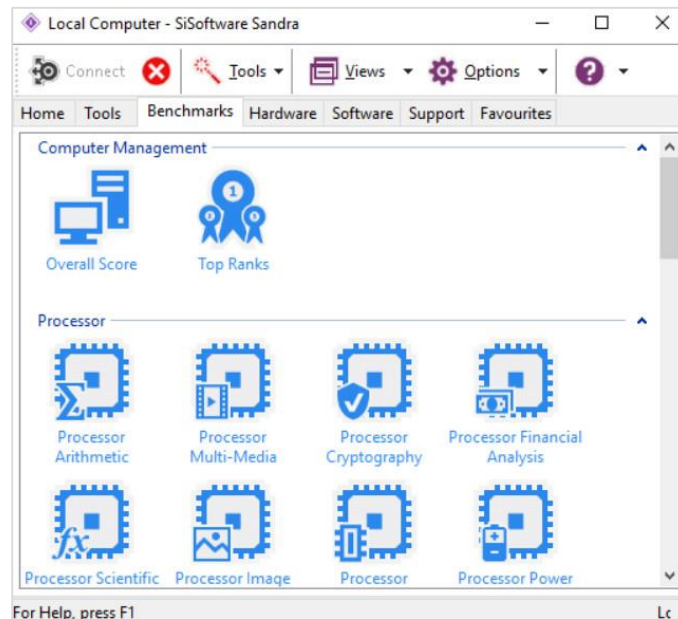 Local Computer - SiSoftware Sandra
Connect Tools Views Options ?
Home Tools Benchmarks Hardware Software Support Favourites
Computer Management
1
Overall Score Top Ranks
Processor
Processor Arithmetic
Processor Multi-Media
Processor Cryptography
Processor Financial Analysis
fx
Processor Scientific Processor Image Processor Processor Power
For Help, press F1